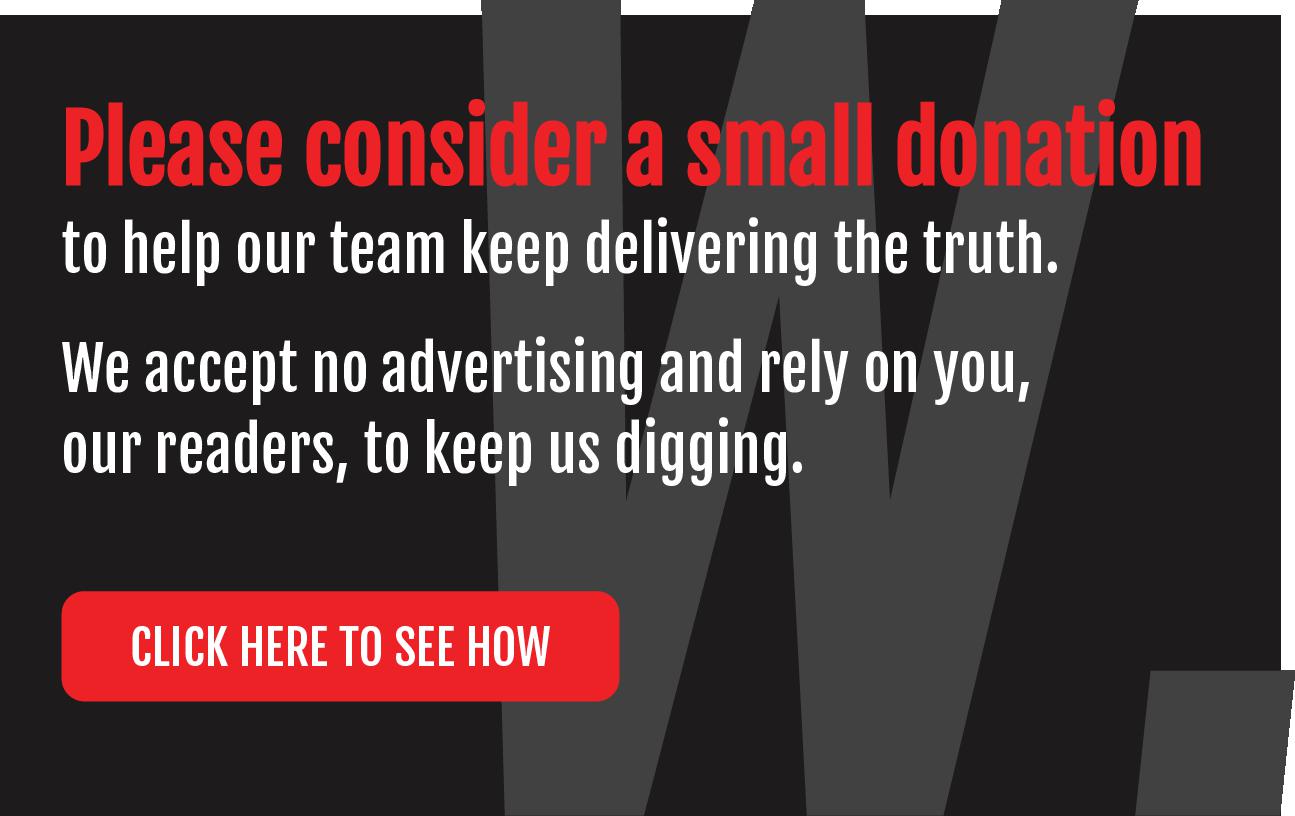 Please consider a small donation
to help our team keep delivering the truth.
We accept no advertising and rely on you,
our readers, to keep us digging.
CLICK HERE TO SEE HOW
W.